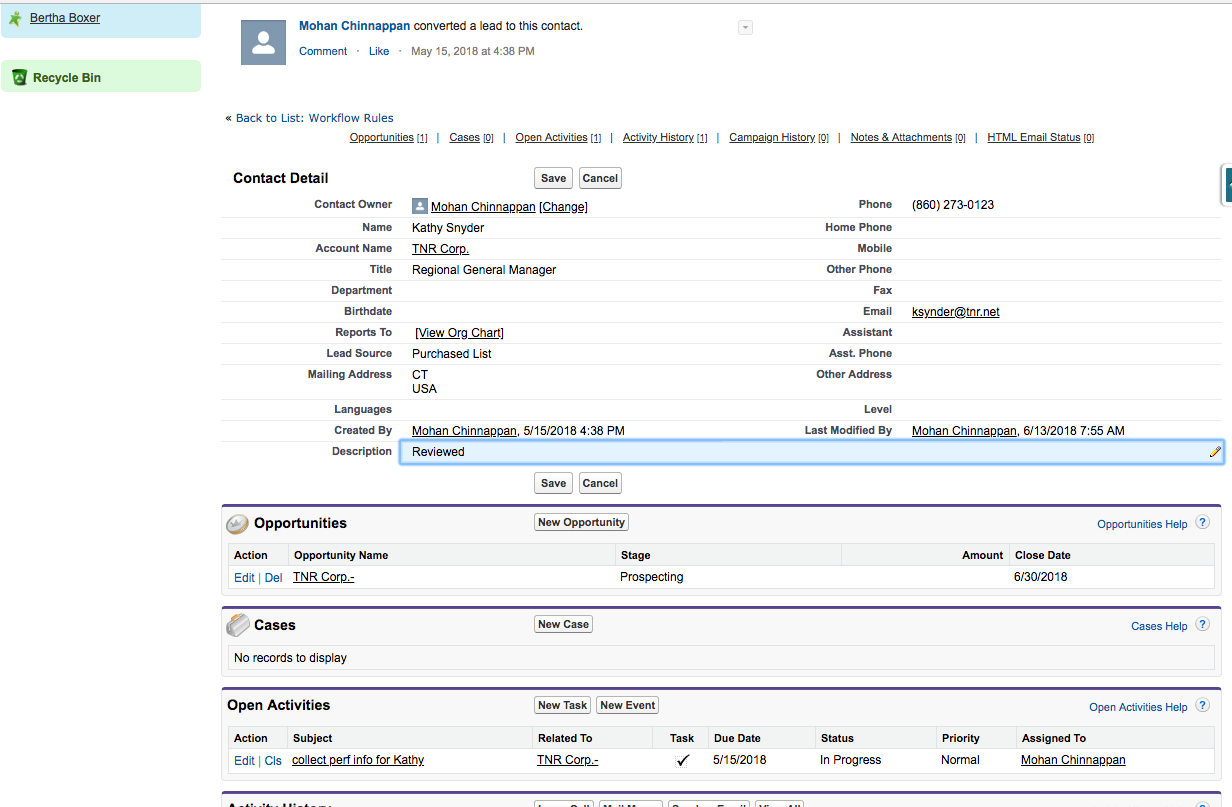 Bertha Boxer
Recycle Bin
Mohan Chinnappan converted a lead to this contact.
Comment · Like · May 15, 2018 at 4:38 PM
« Back to List: Workflow Rules
Opportunities [1] | Cases [0] | Open Activities [1] | Activity History [1] | Campaign History [0] | Notes & Attachments [0] | HTML Email Status [0]
Contact Detail Save Cancel
Contact Owner Mohan Chinnappan [Change] Phone (860) 273-0123
Name Kathy Snyder Home Phone
Account Name TNR Corp. Mobile
Title Regional General Manager Other Phone
Department Fax
Birthdate Email ksynder@tnr.net
Reports To [View Org Chart] Assistant
Lead Source Purchased List Asst. Phone
Mailing Address CT Other Address
USA
Languages Level
Created By Mohan Chinnappan, 5/15/2018 4:38 PM Last Modified By Mohan Chinnappan, 6/13/2018 7:55 AM
Description Reviewed
Save Cancel
Opportunities New Opportunity Opportunities Help ?
Action Opportunity Name Stage Amount Close Date
Edit | Del TNR Corp.- Prospecting 6/30/2018
Cases New Case Cases Help ?
No records to display
Open Activities New Task New Event Open Activities Help ?
Action Subject Related To Task Due Date Status Priority Assigned To
Edit | Cls collect perf info for Kathy TNR Corp.- ✓ 5/15/2018 In Progress Normal Mohan Chinnappan
Activity History